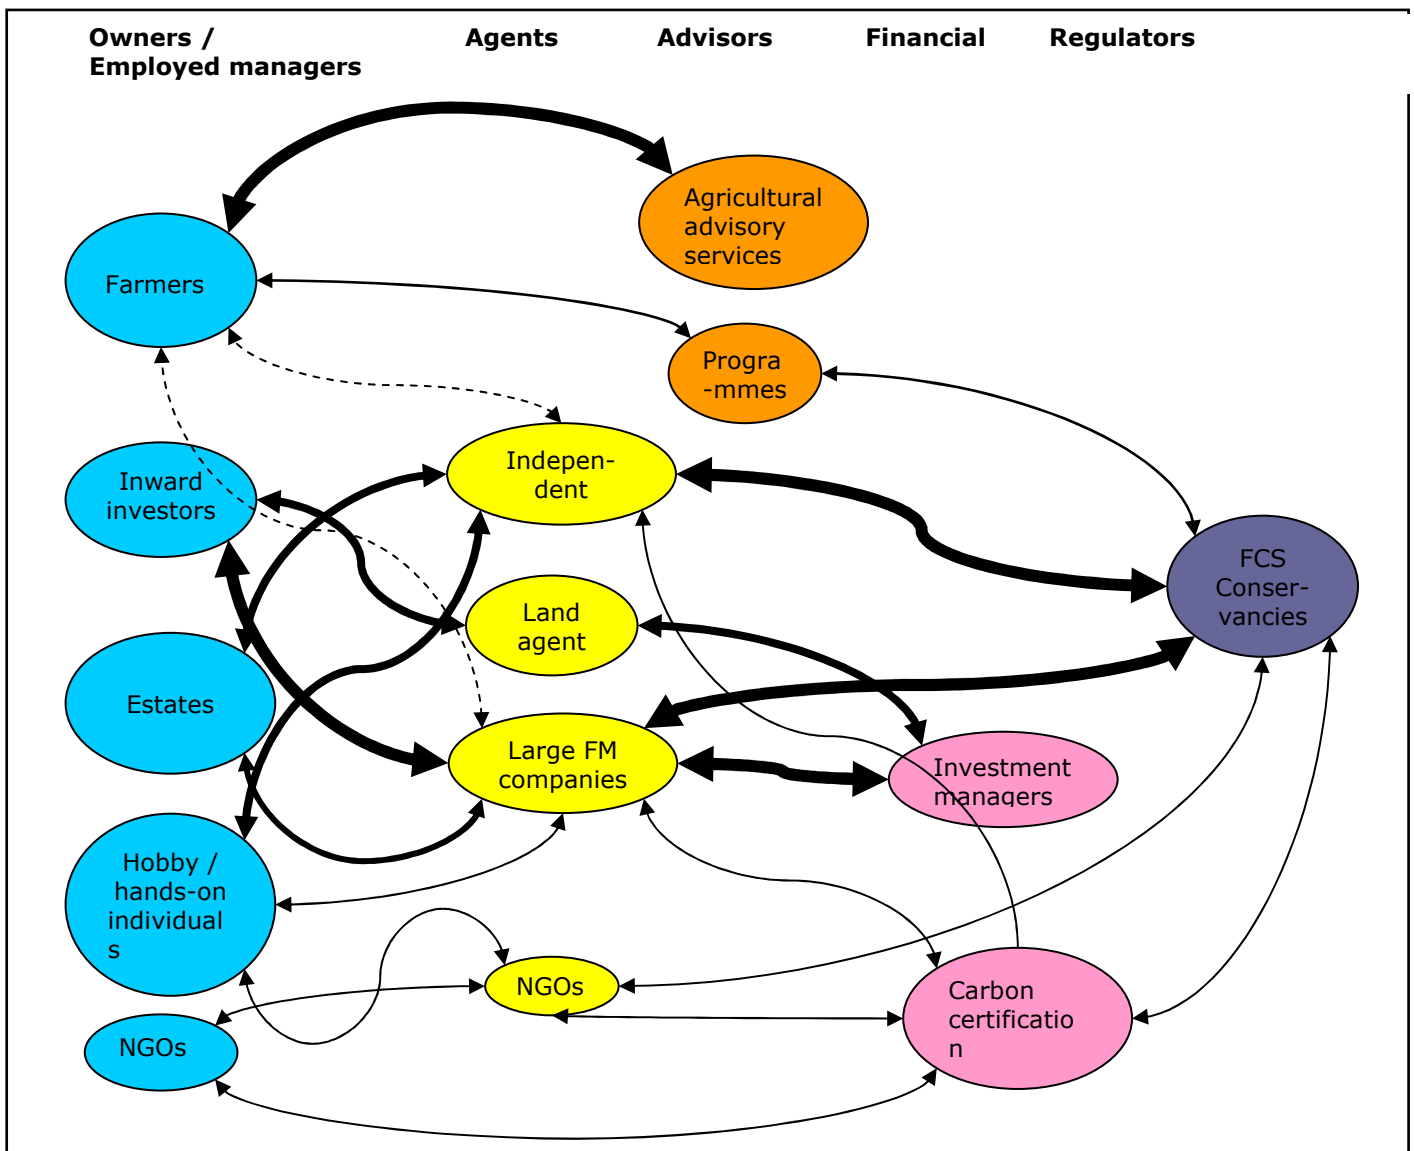 Owners /
Employed managers
Agents
Advisors
Financial
Regulators
Agricultural
advisory
services
Farmers
Progra
-mmes
Indepen-
dent
Inward
investors
FCS
Conser-
vancies
Land
agent
Estates
Large FM
companies
Investment
managers
Hobby /
hands-on
individual
s
NGOs
Carbon
certificatio
n
NGOs